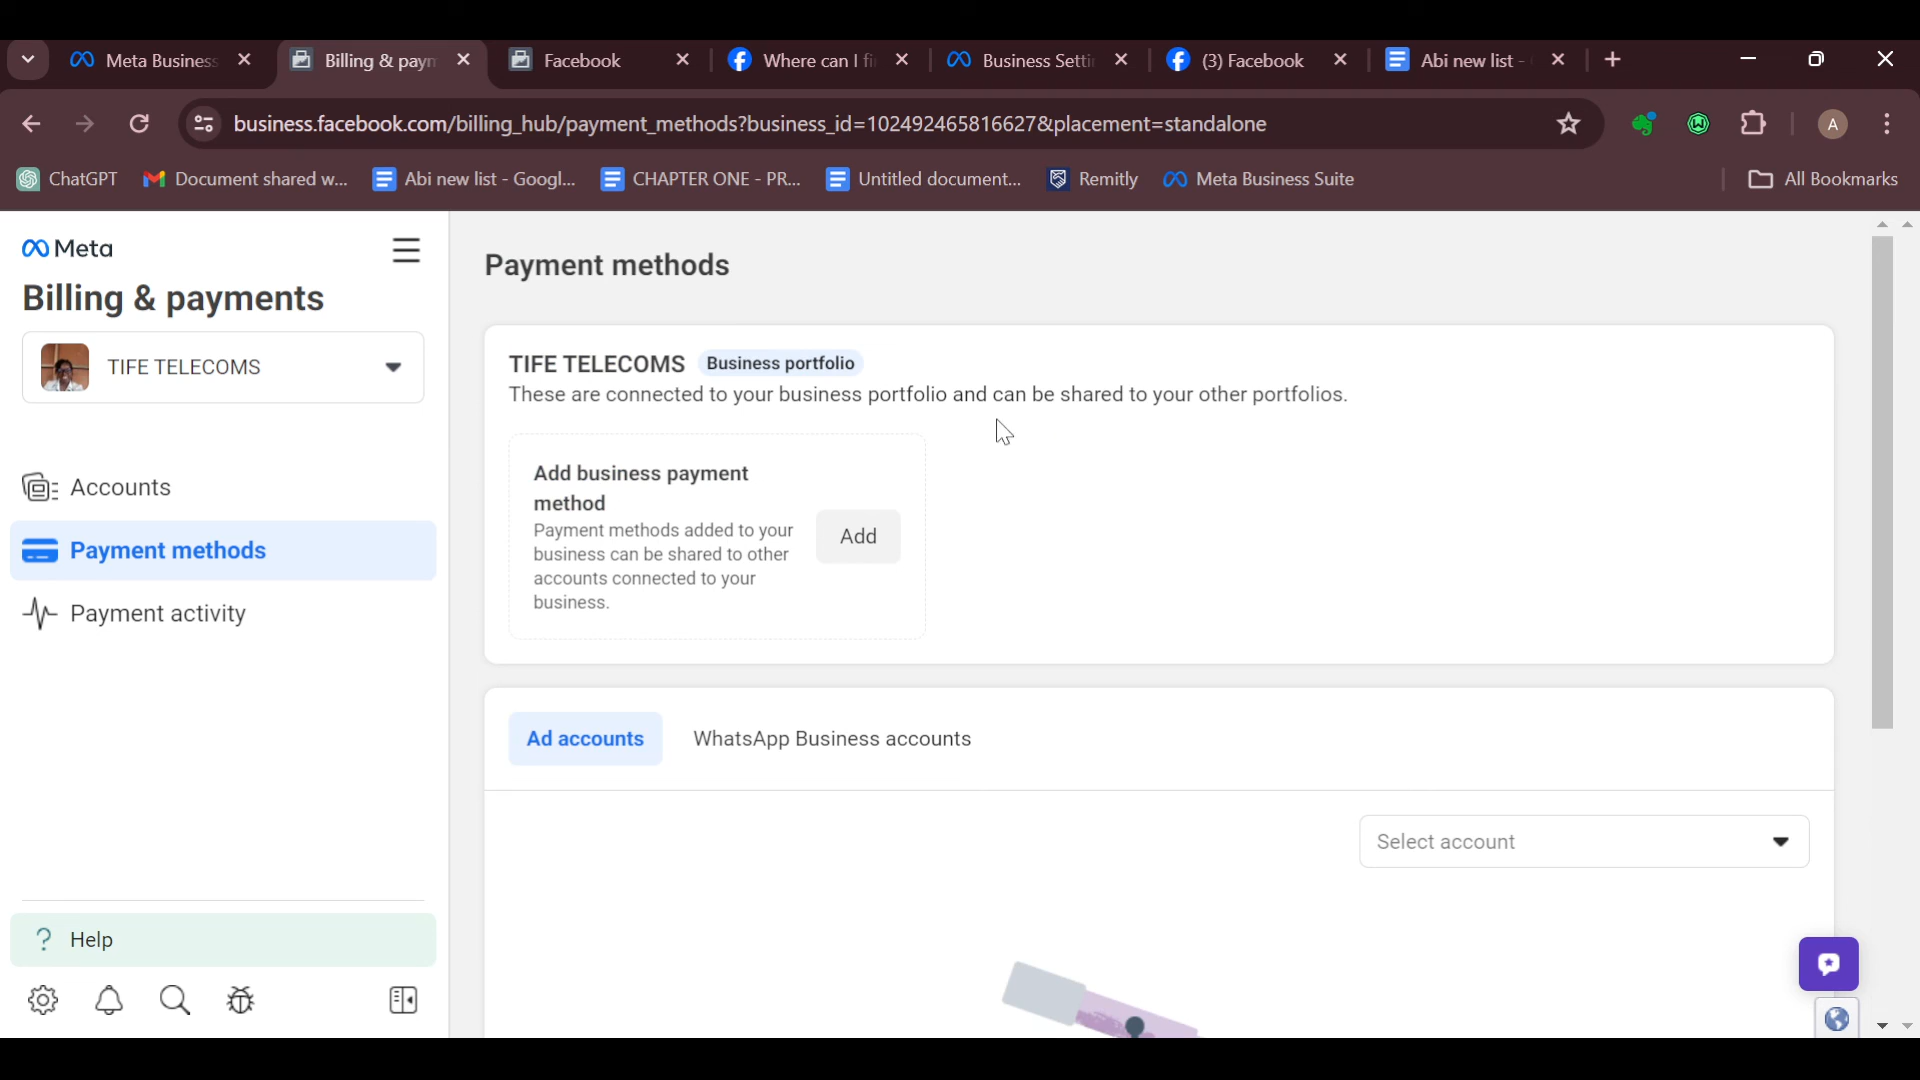 Meta Business
Billing & paym
Facebook
Where can I fi
Business Settin
(3) Facebook
Abi new list -
business.facebook.com/billing_hub/payment_methods?business_id=102492465816627&placement=standalone
A
ChatGPT
Document shared w...
Abi new list - Googl...
CHAPTER ONE - PR...
Untitled document...
Remitly
Meta Business Suite
All Bookmarks
Meta
Billing & payments
TIFE TELECOMS
Accounts
Payment methods
Payment activity
? Help
Payment methods
TIFE TELECOMS Business portfolio
These are connected to your business portfolio and can be shared to your other portfolios.
Add business payment
method
Payment methods added to your
business can be shared to other
accounts connected to your
business.
Add
Ad accounts
WhatsApp Business accounts
Select account